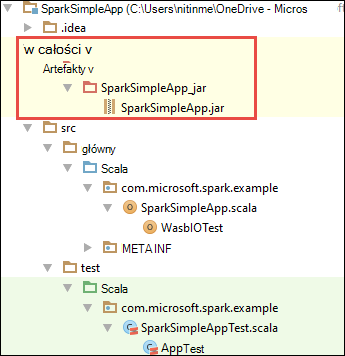 SparkSimpleApp (C:\Users\nitinme\OneDrive - Micros
.idea
w całości v
Artefakty v
SparkSimpleApp_jar
SparkSimpleApp.jar
src
główny
Scala
com.microsoft.spark.example
SparkSimpleApp.scala
WasbIOTest
META INF
test
Scala
com.microsoft.spark.example
SparkSimpleAppTest.scala
AppTest